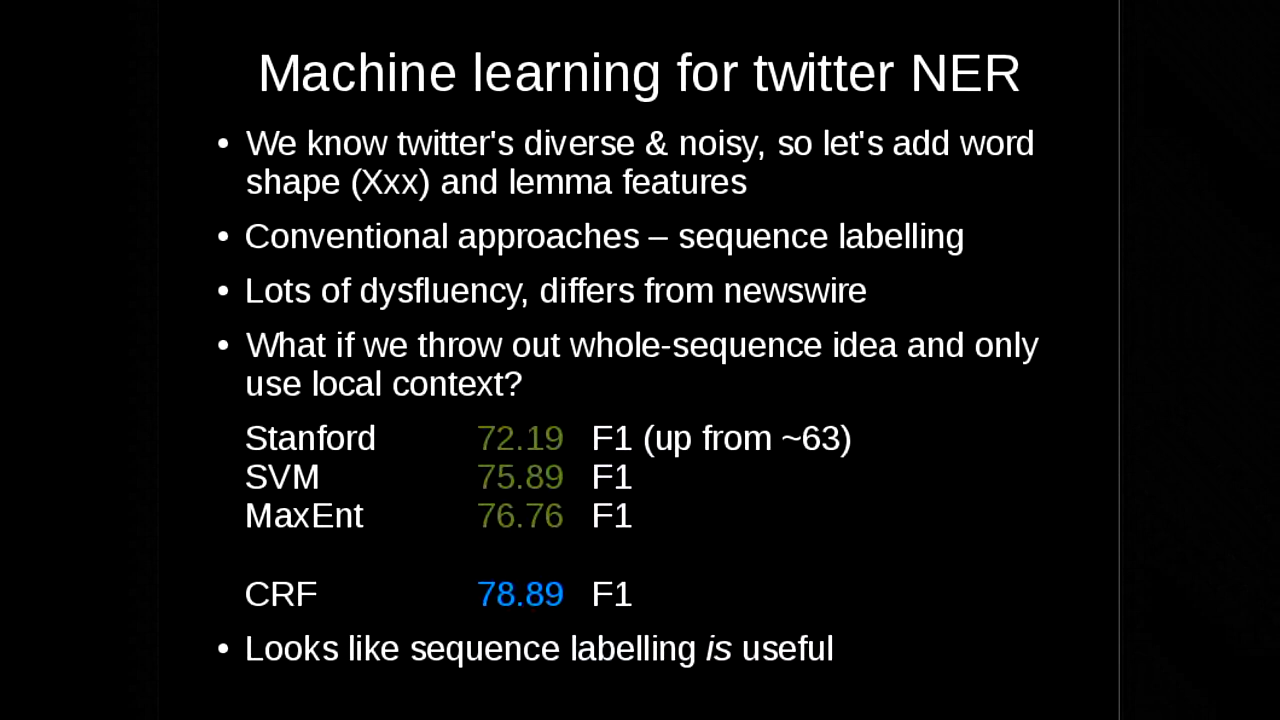 Machine learning for twitter NER
• We know twitter's diverse & noisy, so let's add word
shape (Xxx) and lemma features
• Conventional approaches – sequence labelling
• Lots of dysfluency, differs from newswire
• What if we throw out whole-sequence idea and only
use local context?
Stanford 72.19 F1 (up from ~63)
SVM 75.89 F1
MaxEnt 76.76 F1
CRF 78.89 F1
• Looks like sequence labelling is useful